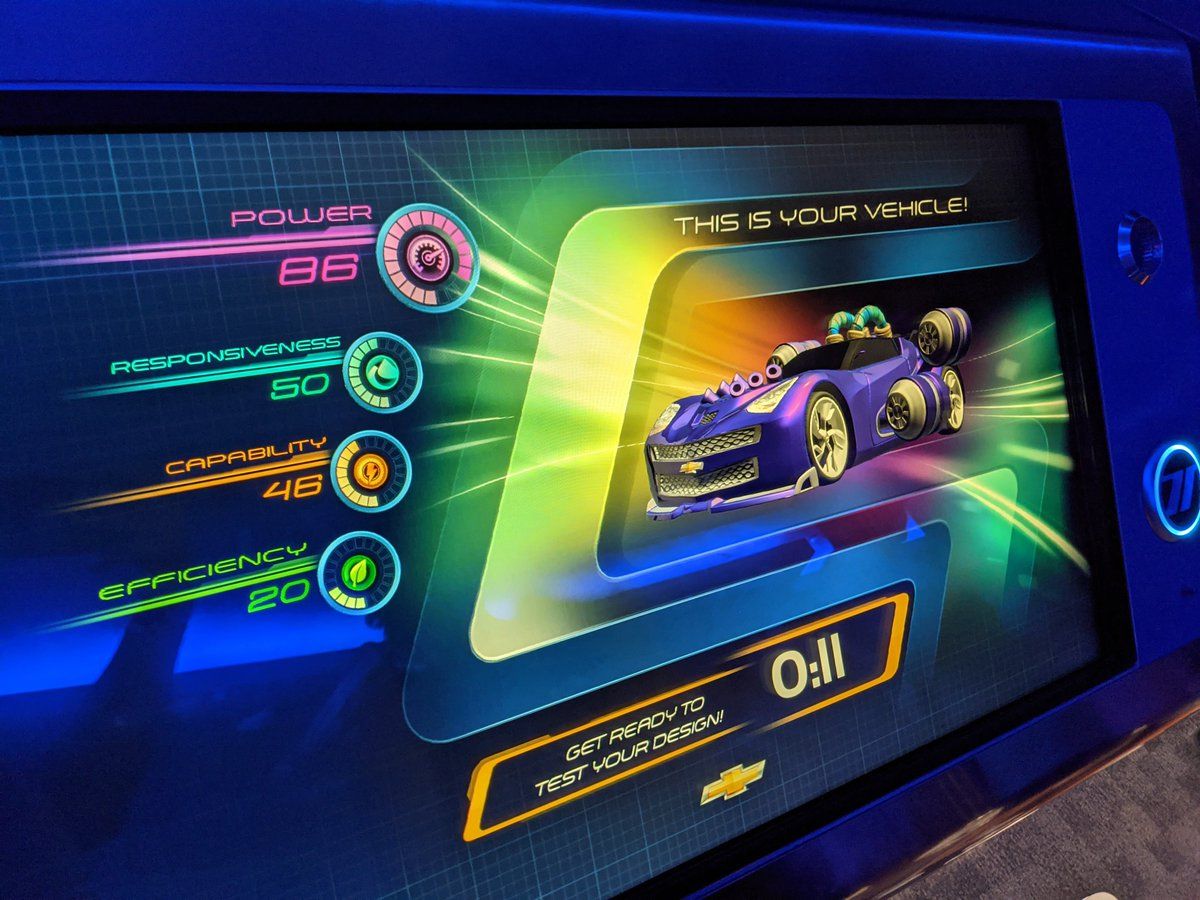 POWER
86
RESPONSIVENESS
50
CAPABILITY
46
EFFICIENCY
20
THIS IS YOUR VEHICLE!
GET READY TO
TEST YOUR DESIGN!
0:11